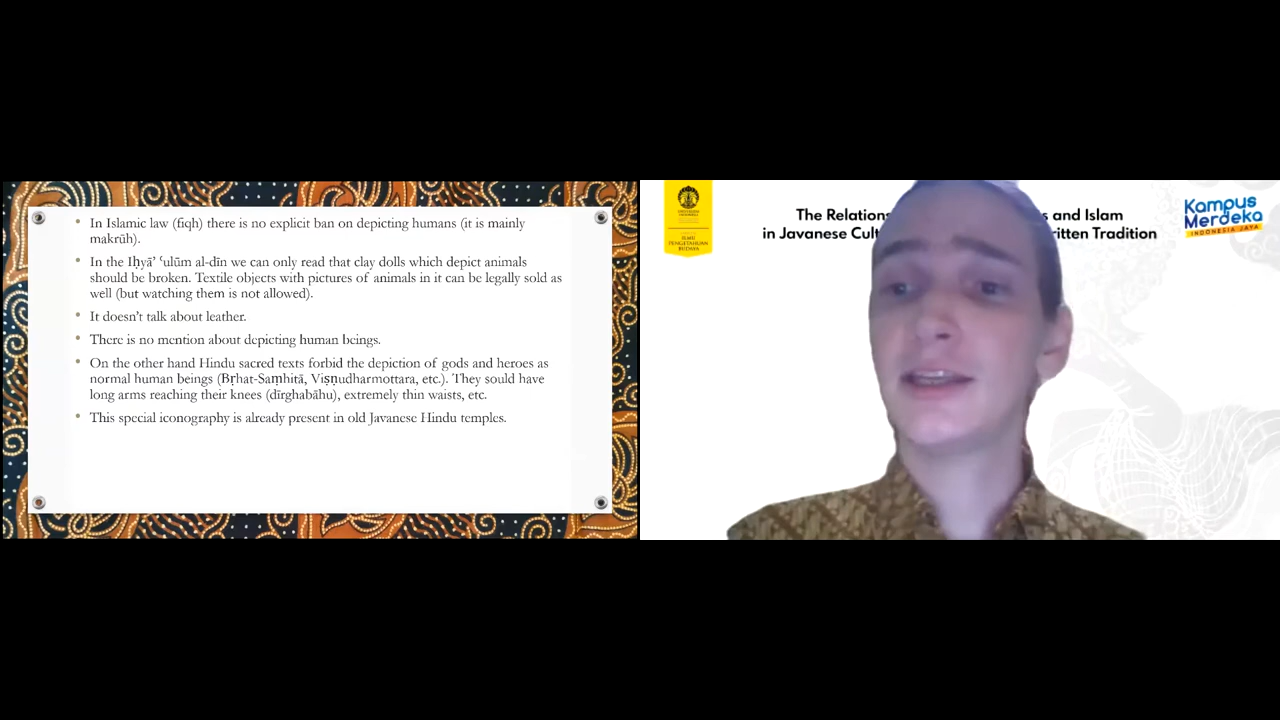 In Islamic law (fiqh) there is no explicit ban on depicting humans (it is mainly
makrūh).
In the Iḥyā' ʿulūm al-dīn we can only read that clay dolls which depict animals
should be broken. Textile objects with pictures of animals in it can be legally sold as
well (but watching them is not allowed).
It doesn't talk about leather.
There is no mention about depicting human beings.
On the other hand Hindu sacred texts forbid the depiction of gods and heroes as
normal human beings (Bṛhat-Saṃhitā, Viṣṇudharmottara, etc.). They sould have
long arms reaching their knees (dīrghabāhu), extremely thin waists, etc.
This special iconography is already present in old Javanese Hindu temples.
ILMU
PENGETAHUAN
BUDAYA
The Relations s and Islam
in Javanese Cult ritten Tradition
Kampus
Merdeka
INDONESIA JAYA